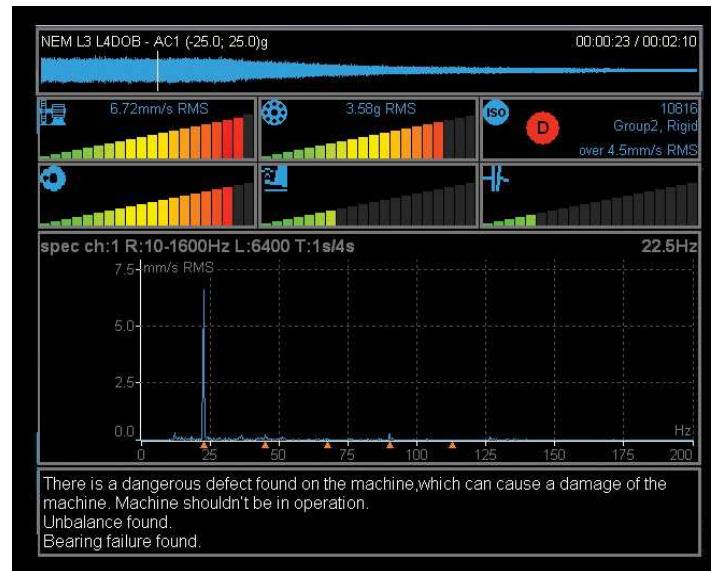 NEM L3 L4DOB - AC1 (-25.0; 25.0)g 00:00:23 / 00:02:10
6.72mm/s RMS 3.58g RMS ISO D 10816
Group2, Rigid
over 4.5mm/s RMS
spec ch:1 R:10-1600Hz L:6400 T:1s/4s 22.5Hz
7.5 mm/s RMS
5.0
2.5
0.0 Hz
0 25 50 75 100 125 150 175 200
There is a dangerous defect found on the machine,which can cause a damage of the
machine. Machine shouldn't be in operation.
Unbalance found.
Bearing failure found.